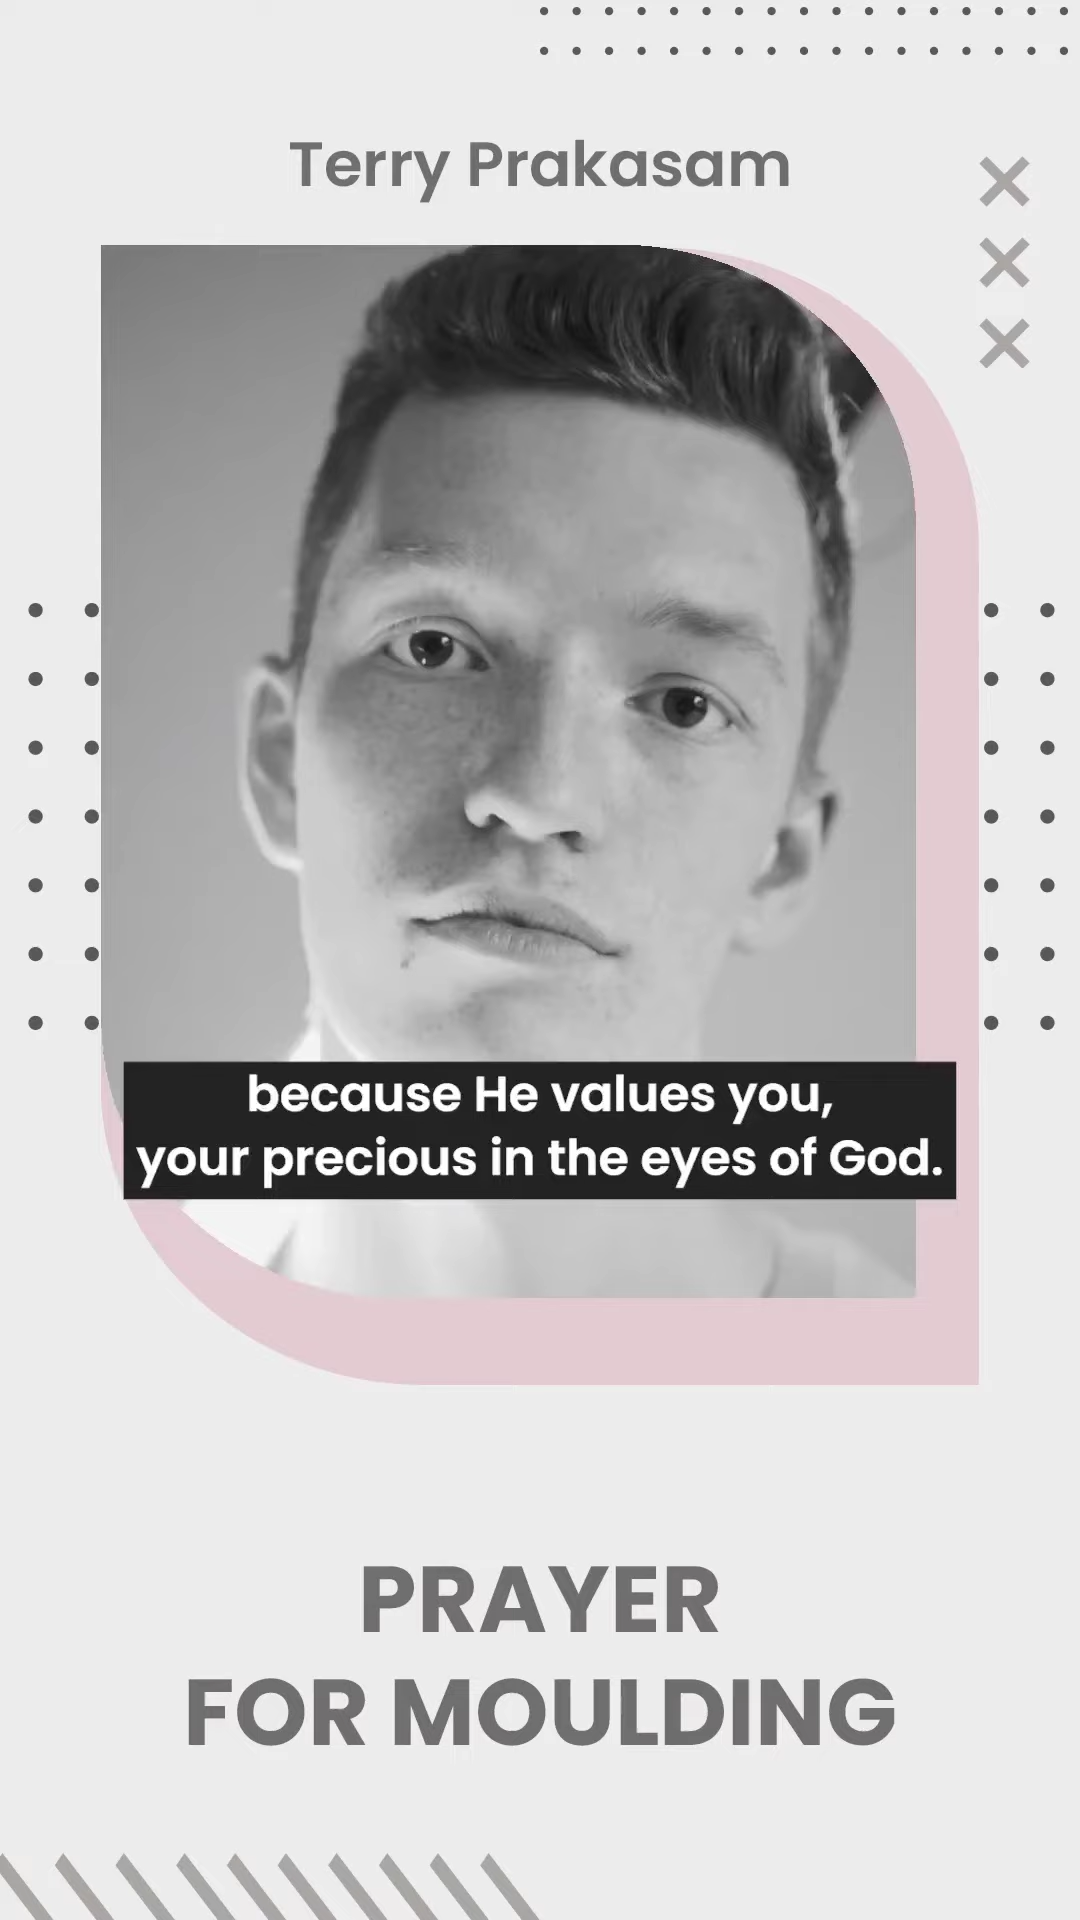 Terry Prakasam
because He values you,
your precious in the eyes of God.
PRAYER
FOR MOULDING